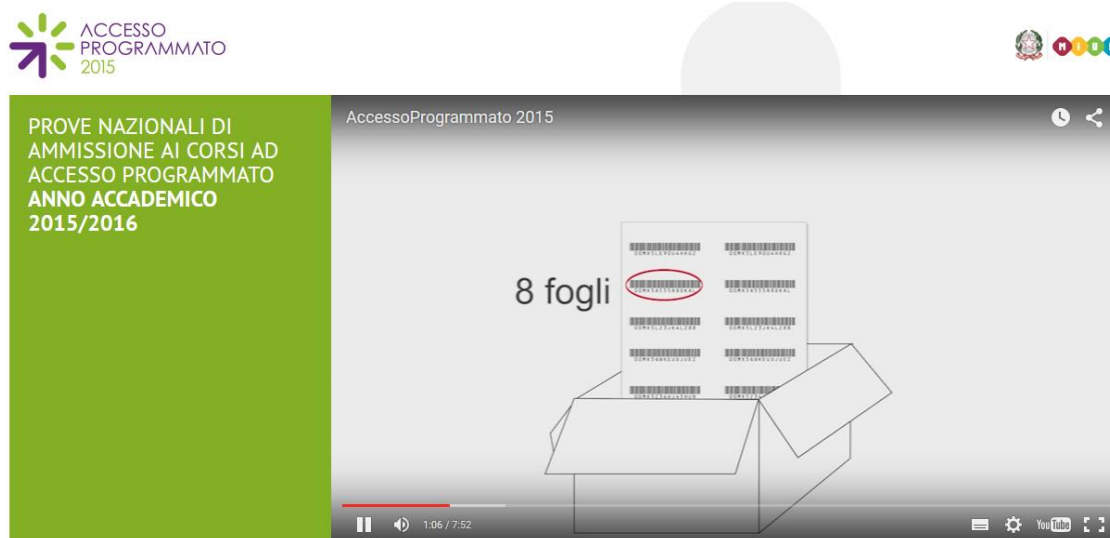 ACCESSO
PROGRAMMATO
2015
PROVE NAZIONALI DI
AMMISSIONE AI CORSI AD
ACCESSO PROGRAMMATO
ANNO ACCADEMICO
2015/2016
AccessoProgrammato 2015
8 fogli
1:06 / 7:52
YouTube